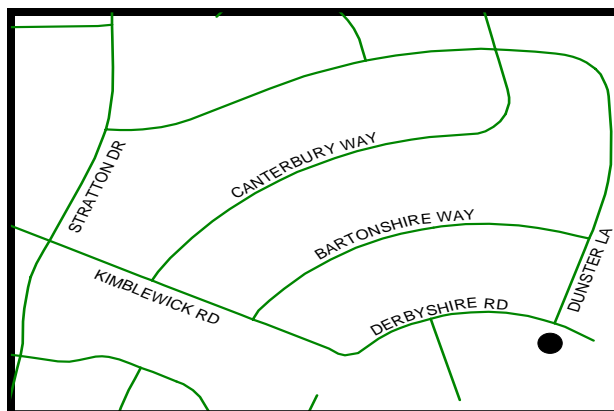 CANTERBURY WAY
STRATTON DR
BARTONSHIRE WAY
DUNSTER LA
KIMBLEWICK RD
DERBYSHIRE RD